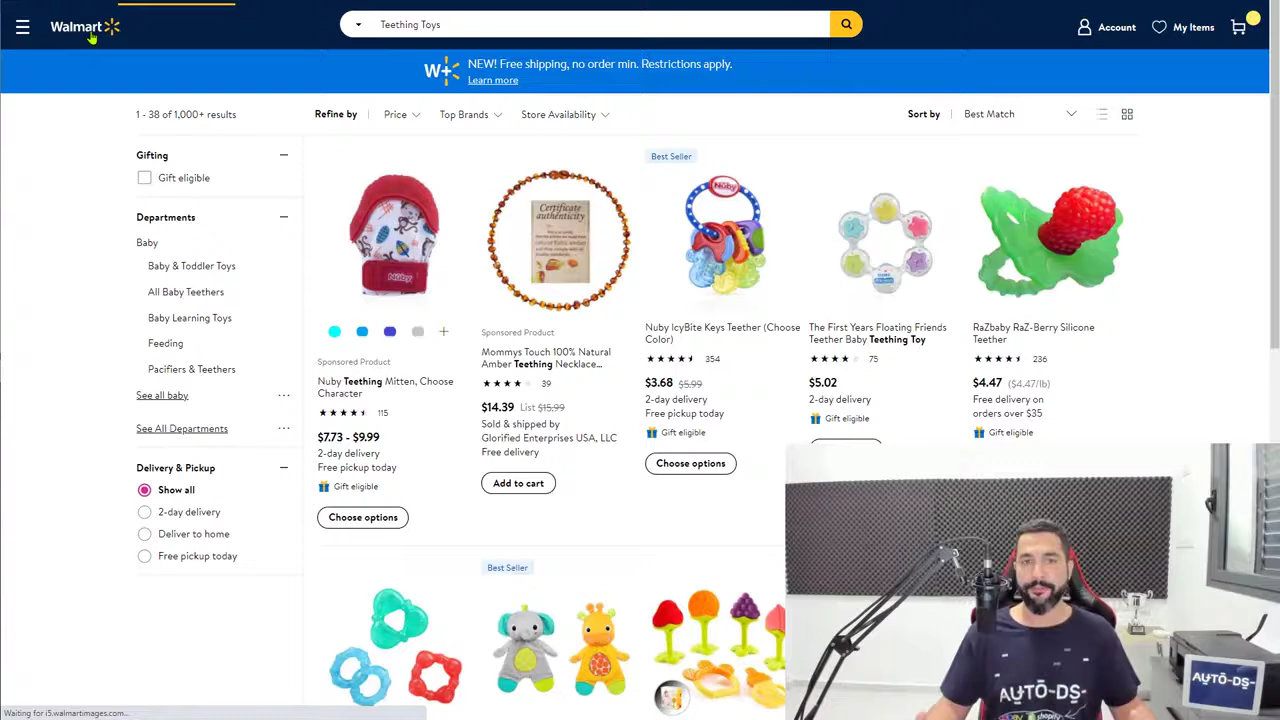 Walmart
Teething Toys
Account
My Items
W+
NEW! Free shipping, no order min. Restrictions apply.
Learn more
1 - 38 of 1,000+ results
Refine by
Price
Top Brands
Store Availability
Sort by
Best Match
Gifting
Gift eligible
Departments
Baby
Baby & Toddler Toys
All Baby Teethers
Baby Learning Toys
Feeding
Pacifiers & Teethers
See all baby
See All Departments
Delivery & Pickup
Show all
2-day delivery
Deliver to home
Free pickup today
Nuby
Sponsored Product
Nuby Teething Mitten, Choose
Character
115
$7.73 - $9.99
2-day delivery
Free pickup today
Gift eligible
Choose options
Certificate
authenticity
Sponsored Product
Mommys Touch 100% Natural
Amber Teething Necklace...
39
$14.39 List $15.99
Sold & shipped by
Glorified Enterprises USA, LLC
Free delivery
Add to cart
Best Seller
Nuby
Nuby IcyBite Keys Teether (Choose
Color)
354
$3.68 $5.99
2-day delivery
Free pickup today
Gift eligible
Choose options
The First Years Floating Friends
Teether Baby Teething Toy
75
$5.02
2-day delivery
Gift eligible
RaZbaby RaZ-Berry Silicone
Teether
236
$4.47 ($4.47/lb)
Free delivery on
orders over $35
Gift eligible
Best Seller
AUTO-DS
shopify
AUTO-DS
Waiting for i5.walmartimages.com...